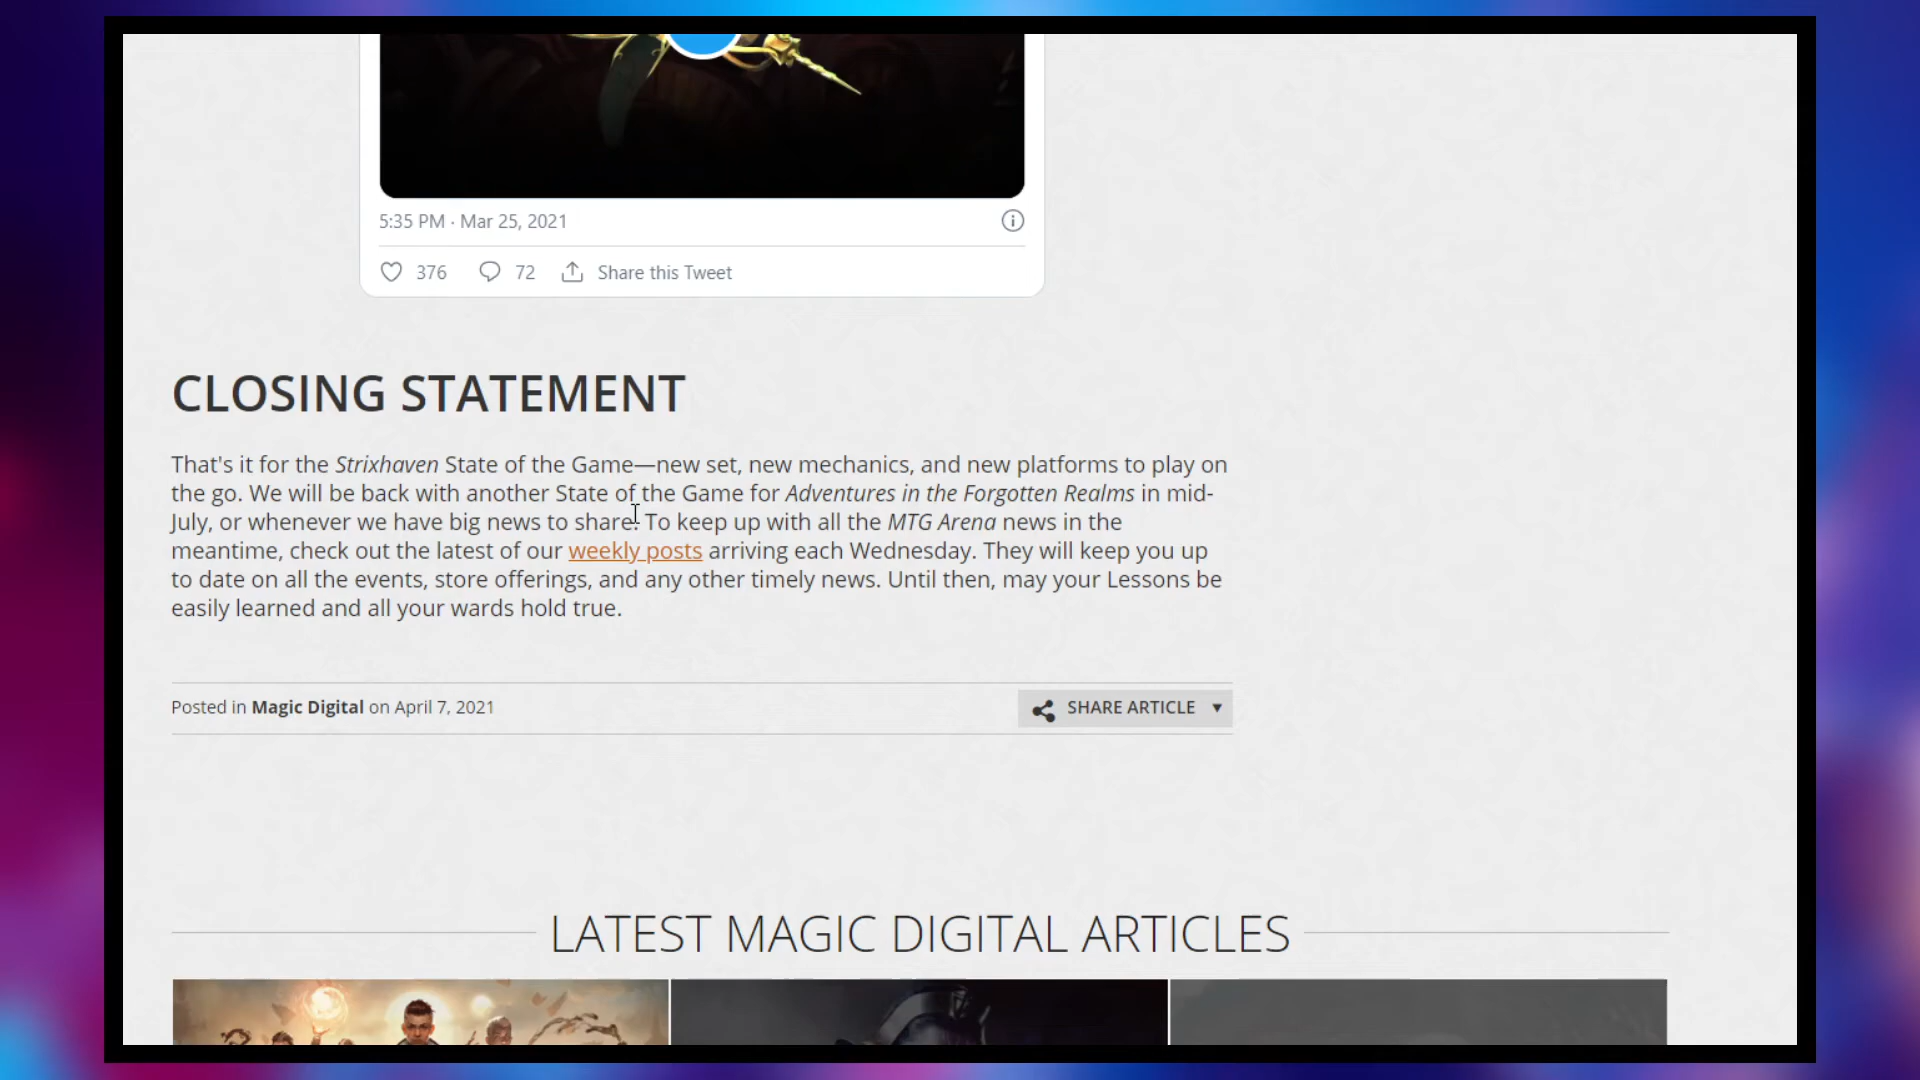 5:35 PM · Mar 25, 2021
376 72 Share this Tweet
CLOSING STATEMENT
That's it for the Strixhaven State of the Game—new set, new mechanics, and new platforms to play on
the go. We will be back with another State of the Game for Adventures in the Forgotten Realms in mid-
July, or whenever we have big news to share. To keep up with all the MTG Arena news in the
meantime, check out the latest of our weekly posts arriving each Wednesday. They will keep you up
to date on all the events, store offerings, and any other timely news. Until then, may your Lessons be
easily learned and all your wards hold true.
Posted in Magic Digital on April 7, 2021
SHARE ARTICLE
LATEST MAGIC DIGITAL ARTICLES